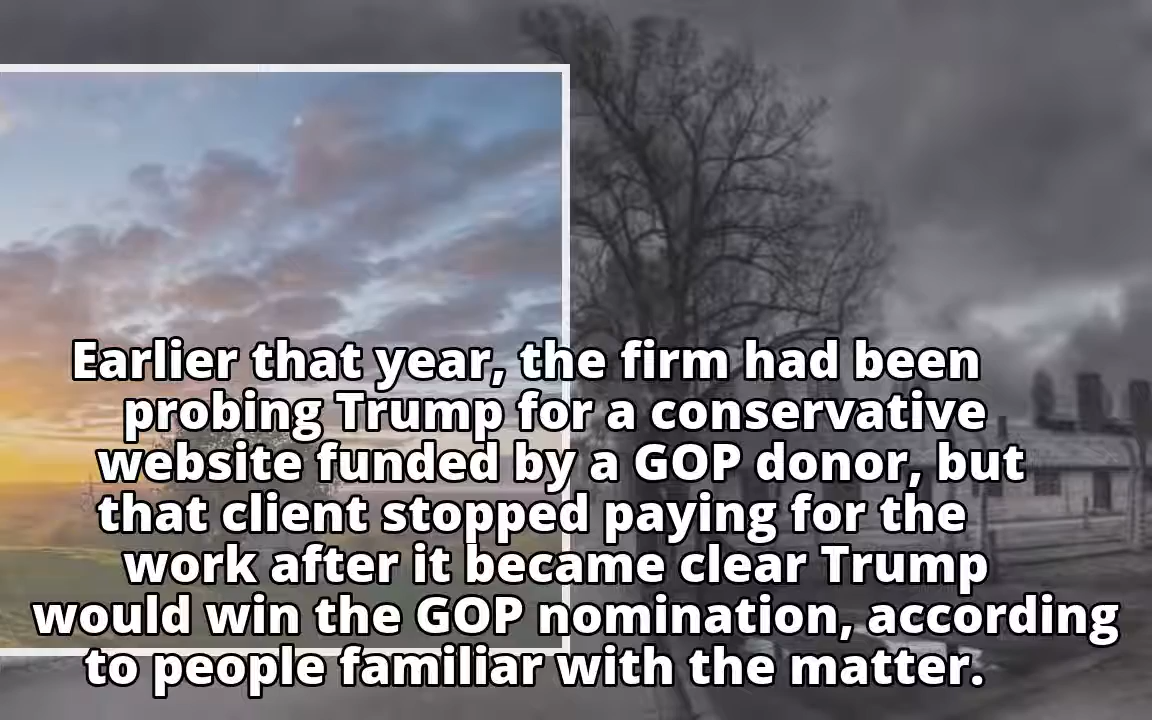 Earlier that year, the firm had been
probing Trump for a conservative
website funded by a GOP donor, but
that client stopped paying for the
work after it became clear Trump
would win the GOP nomination, according
to people familiar with the matter.